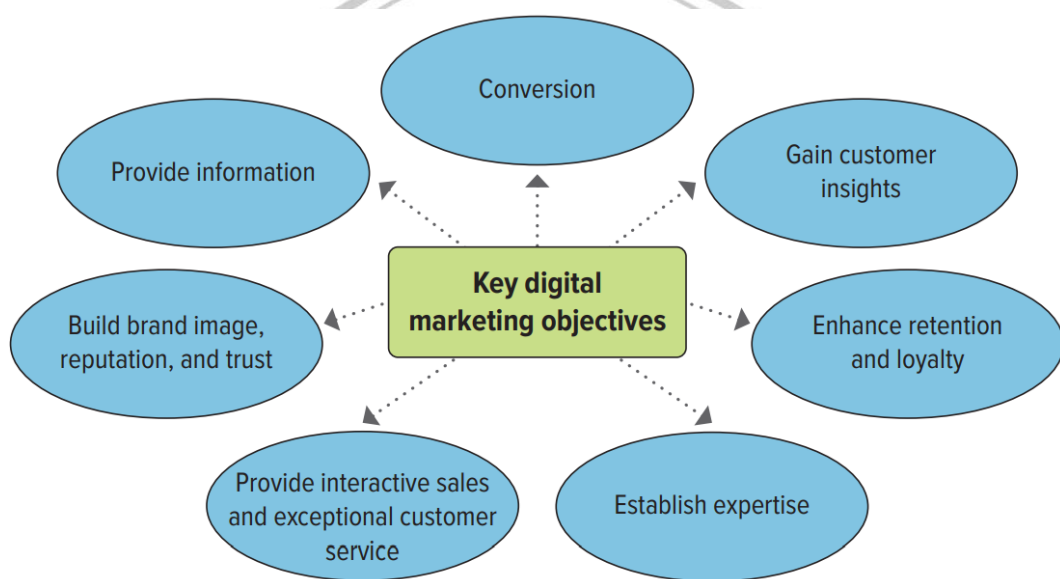 Conversion
Provide information
Gain customer
insights
Key digital
marketing objectives
Build brand image,
reputation, and trust
Enhance retention
and loyalty
Provide interactive sales
and exceptional customer
service
Establish expertise